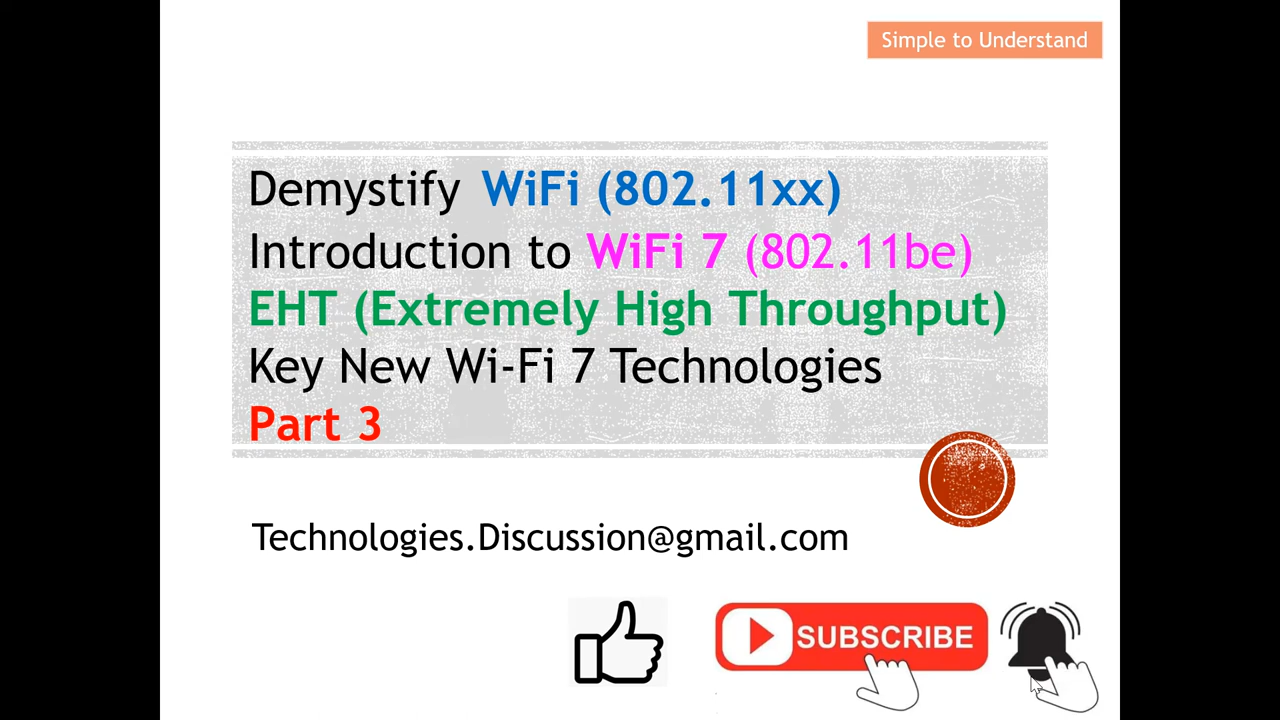 Simple to Understand
Demystify WiFi (802.11xx)
Introduction to WiFi 7 (802.11be)
EHT (Extremely High Throughput)
Key New Wi-Fi 7 Technologies
Part 3
Technologies.Discussion@gmail.com
SUBSCRIBE